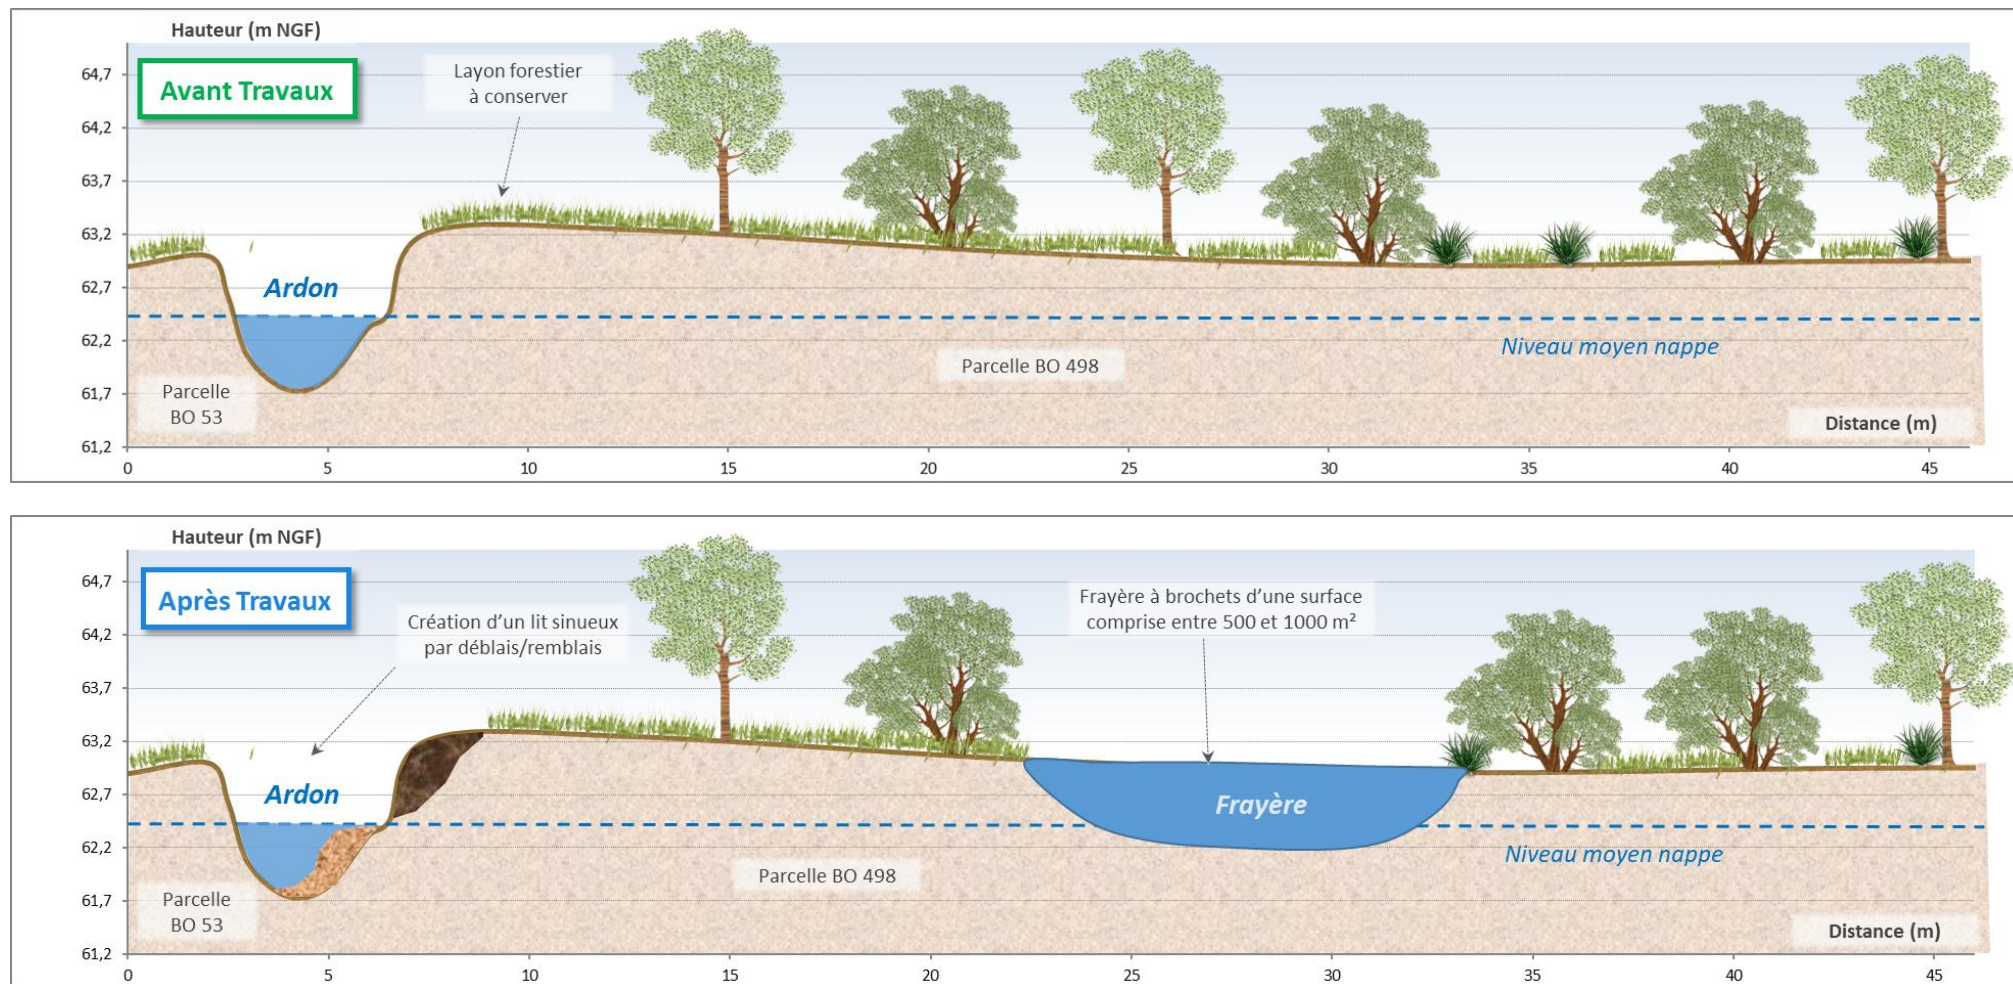 Hauteur (m NGF)
Avant Travaux
Layon forestier
à conserver
64,7
64,2
63,7
63,2
62,7
62,2
61,7
61,2
Ardon
Niveau moyen nappe
Parcelle BO 498
Parcelle
BO 53
Distance (m)
0 5 10 15 20 25 30 35 40 45
Hauteur (m NGF)
Après Travaux
Création d'un lit sinueux
par déblais/remblais
Frayère à brochets d'une surface
comprise entre 500 et 1000 m²
64,7
64,2
63,7
63,2
62,7
62,2
61,7
61,2
Ardon
Frayère
Niveau moyen nappe
Parcelle BO 498
Parcelle
BO 53
Distance (m)
0 5 10 15 20 25 30 35 40 45